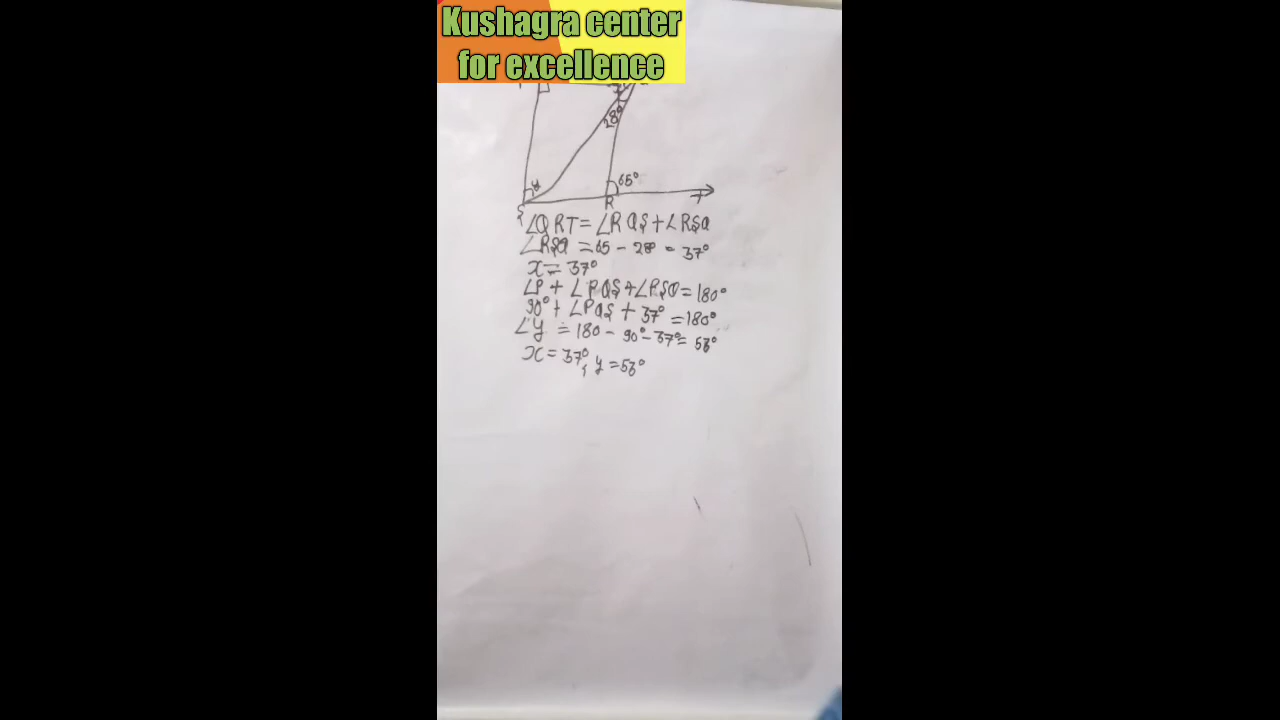 Kushagra center
for excellence
28°
y
65°
R
∠QRT = ∠RQS + ∠RSQ
∠RSQ = 65 - 28 = 37°
x = 37°
∠P + ∠PQS + ∠PSQ = 180°
90° + ∠PQS + 37° = 180°
∠y = 180 - 90° - 37° = 53°
x = 37°, y = 53°